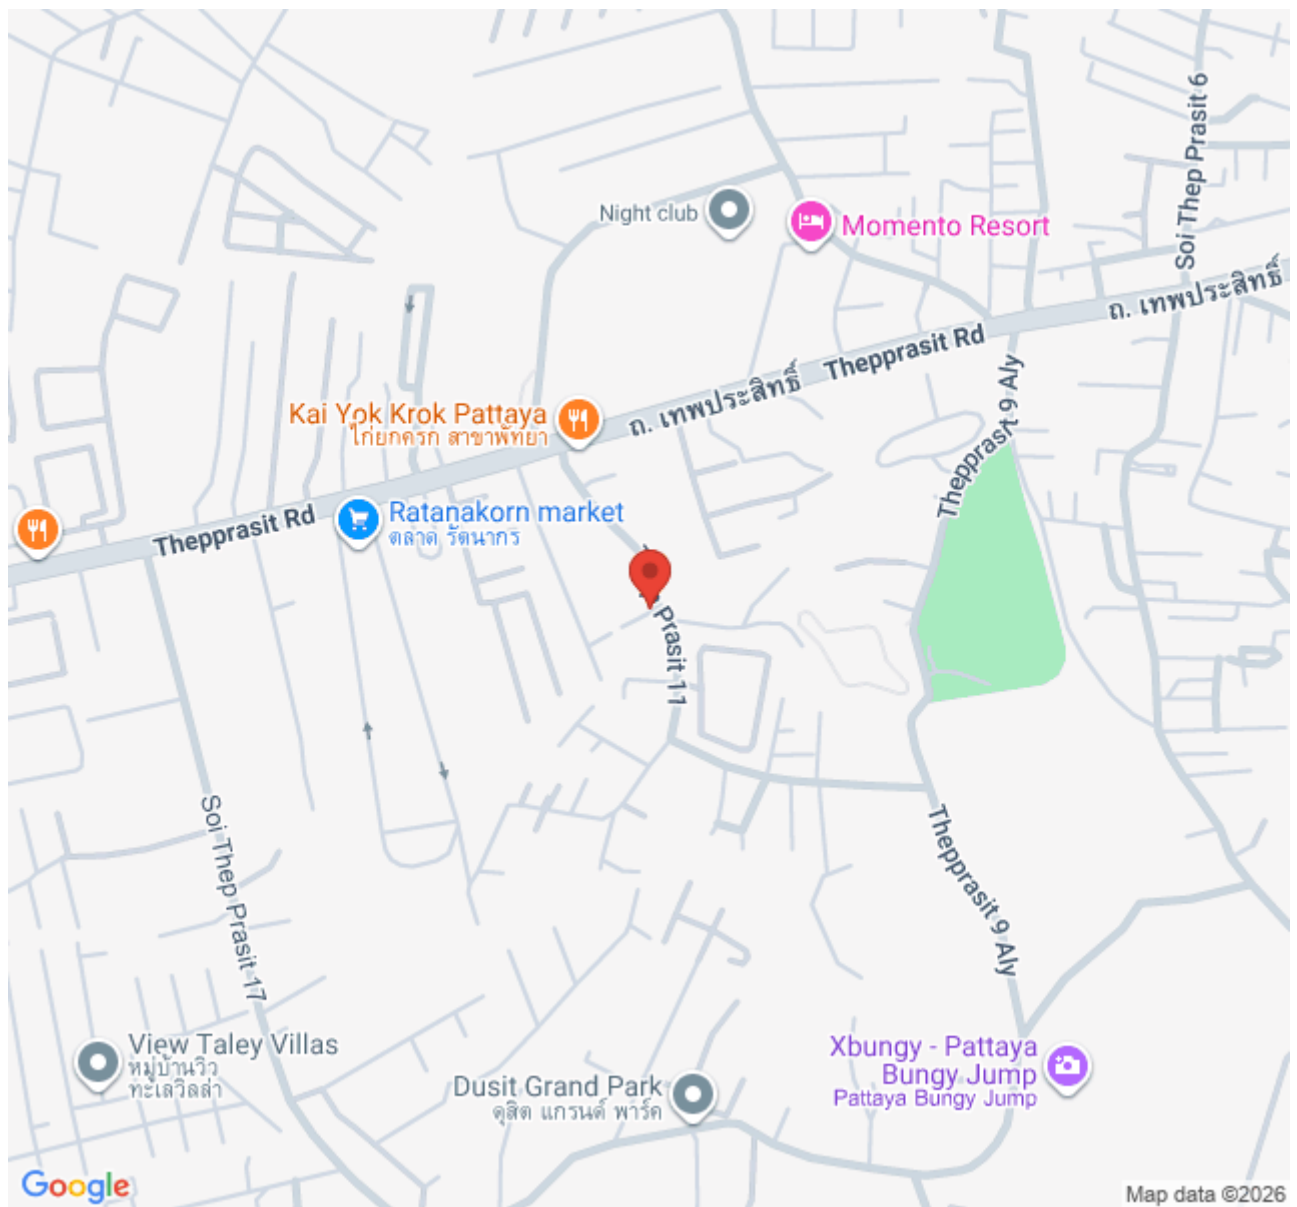 Soi Thep Prasit 6
Night club
Momento Resort
ถ. เทพประสิทธิ์
Thepprasit Rd
ถ. เทพประสิทธิ์
Thepprasit 9 Aly
Kai Yok Krok Pattaya
ไก่ยกครก สาขาพัทยา
Ratanakorn market
ตลาด รัตนากร
Thepprasit Rd
Prasit 11
Soi Thep Prasit 17
Thepprasit 9 Aly
View Taley Villas
หมู่บ้านวิว
ทะเลวิลล่า
Xbungy - Pattaya
Bungy Jump
Pattaya Bungy Jump
Dusit Grand Park
ดุสิต แกรนด์ พาร์ค
Google
Map data ©2026